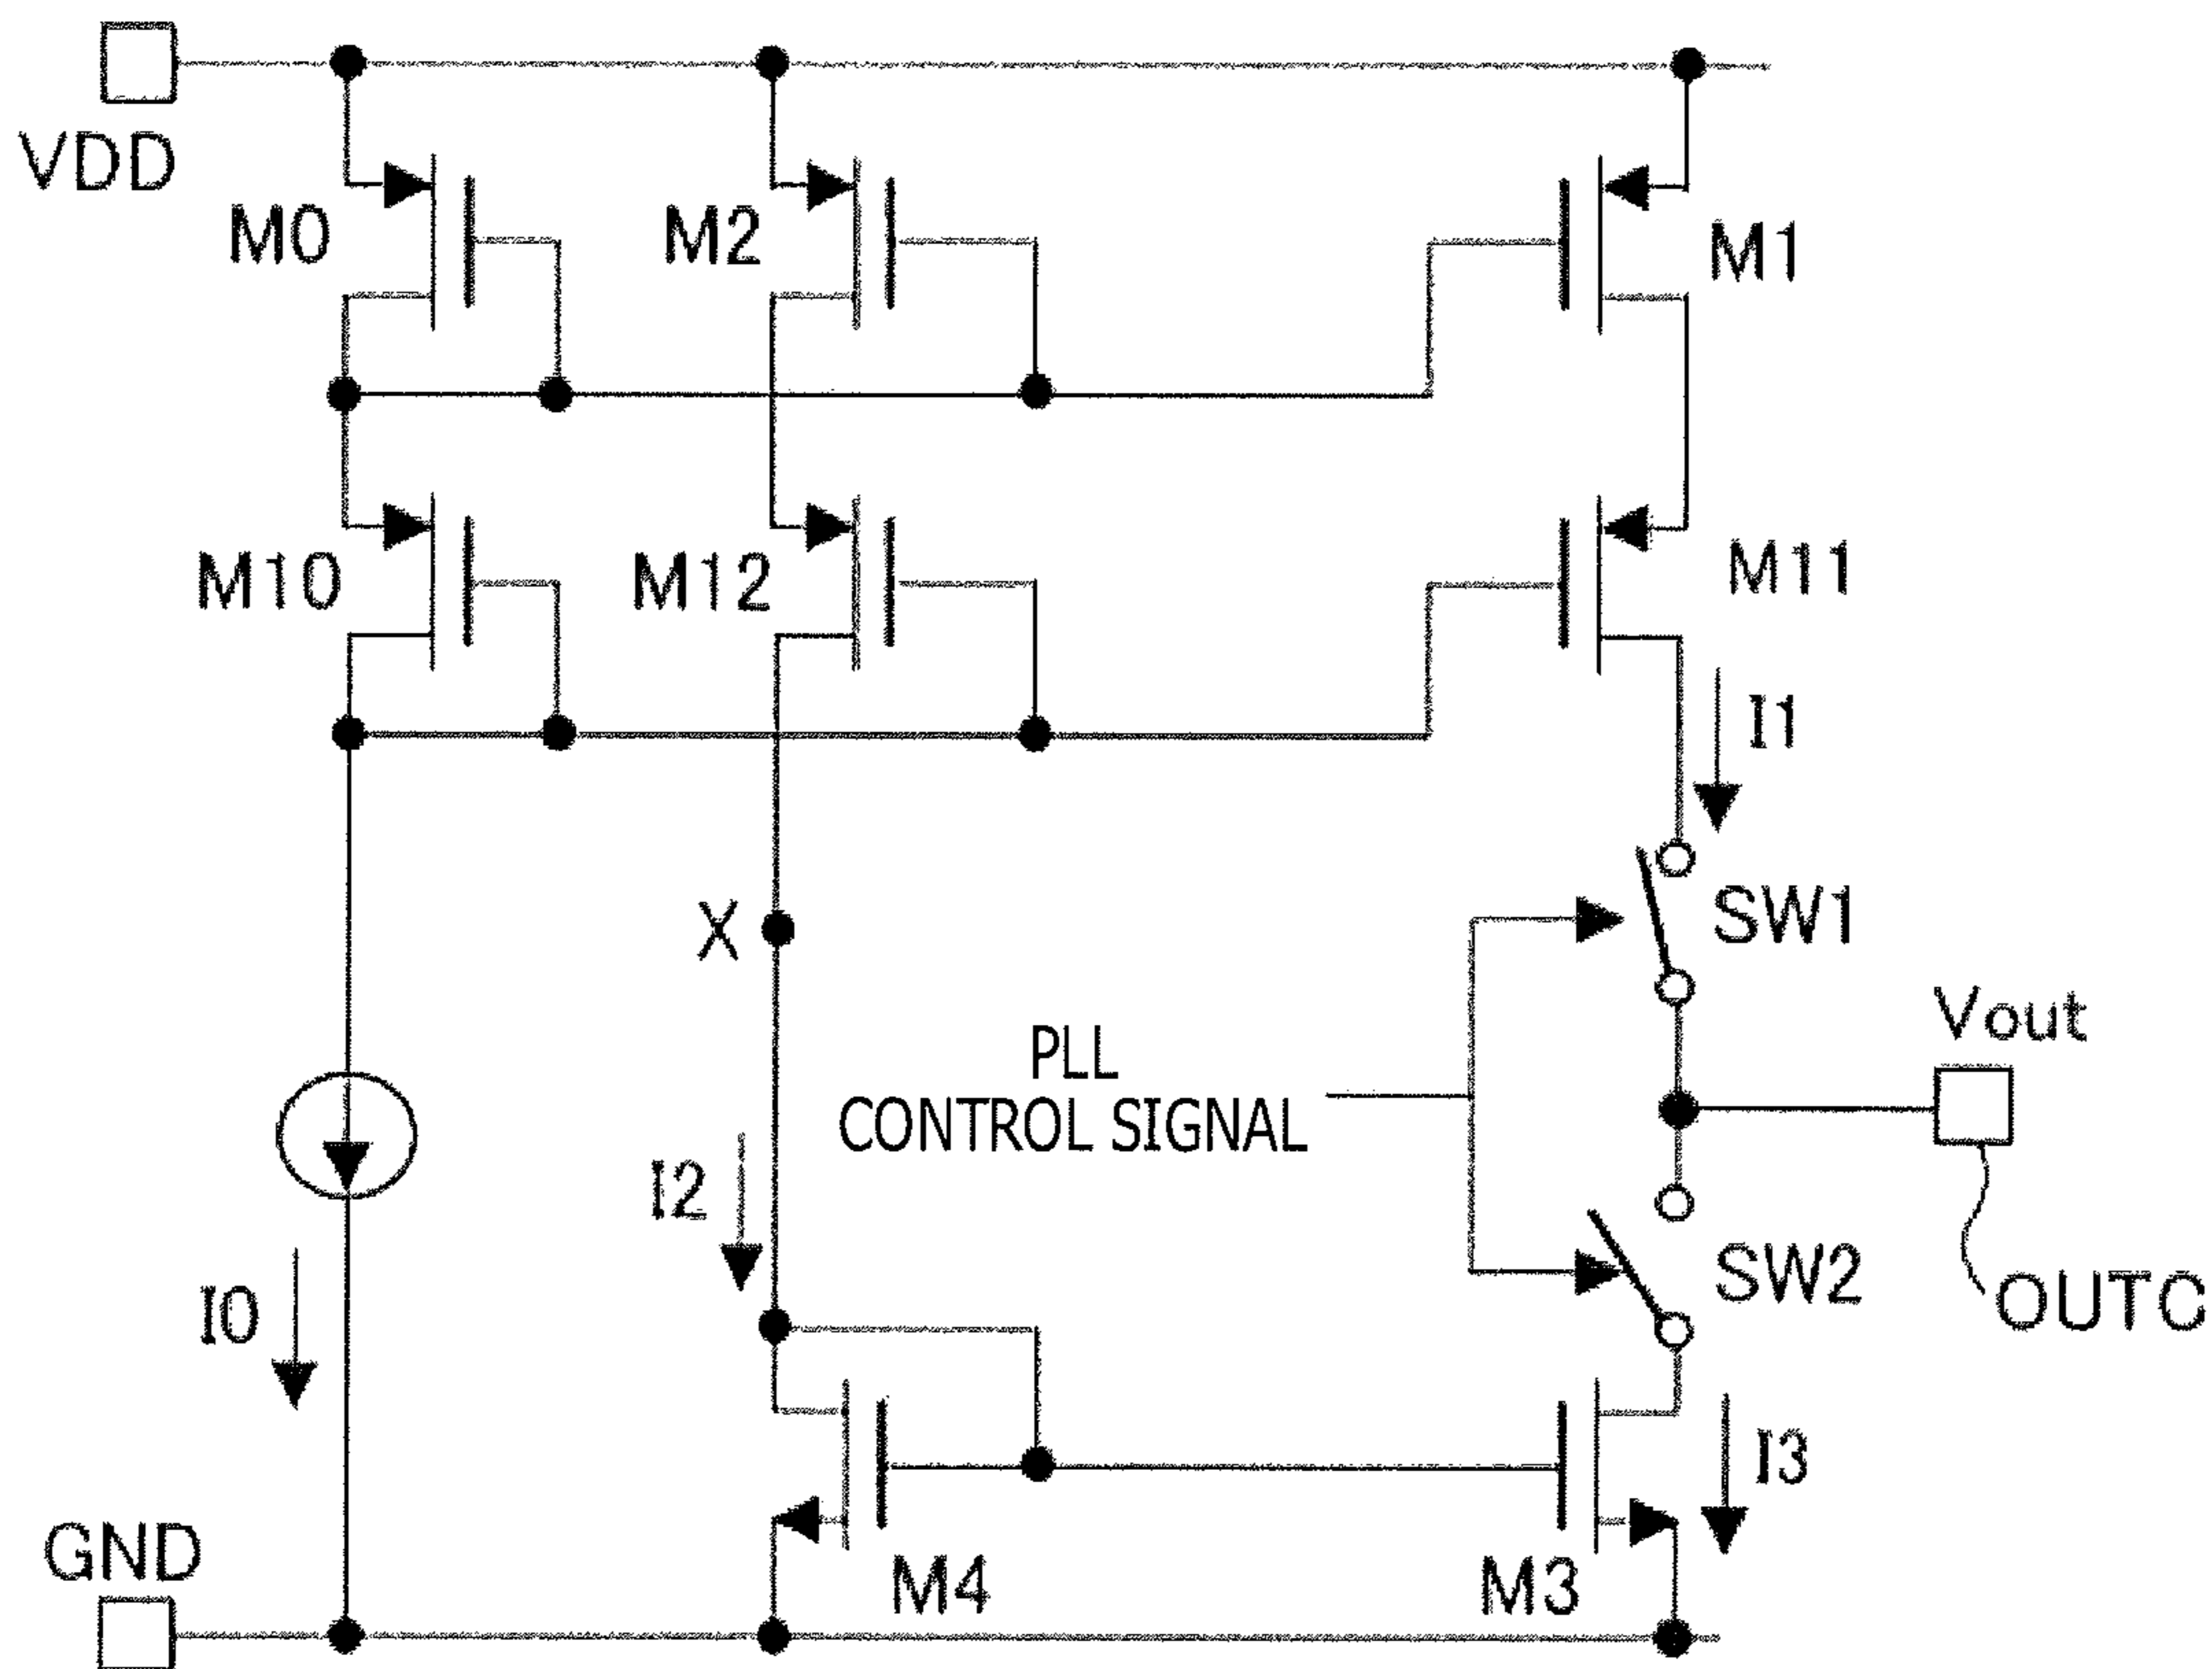 VDD
M0
M2
M1
M10
M12
M11
I1
X
SW1
Vout
PLL
CONTROL SIGNAL
I2
I0
SW2
OUTC
I3
GND
M4
M3